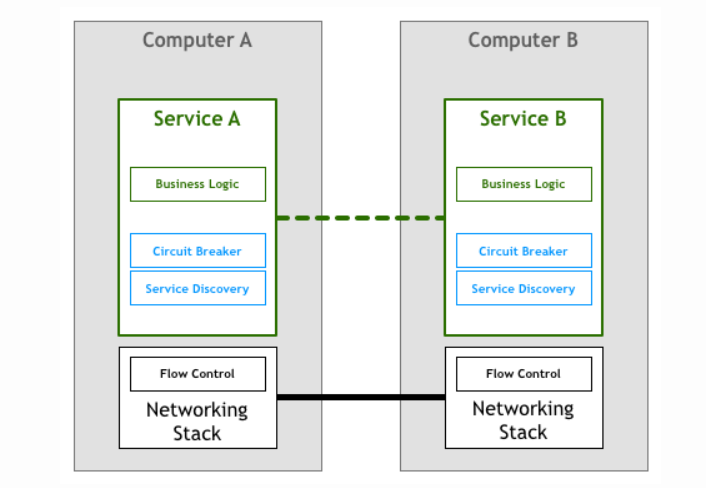 Computer A
Service A
Business Logic
Circuit Breaker
Service Discovery
Flow Control
Networking
Stack
Computer B
Service B
Business Logic
Circuit Breaker
Service Discovery
Flow Control
Networking
Stack